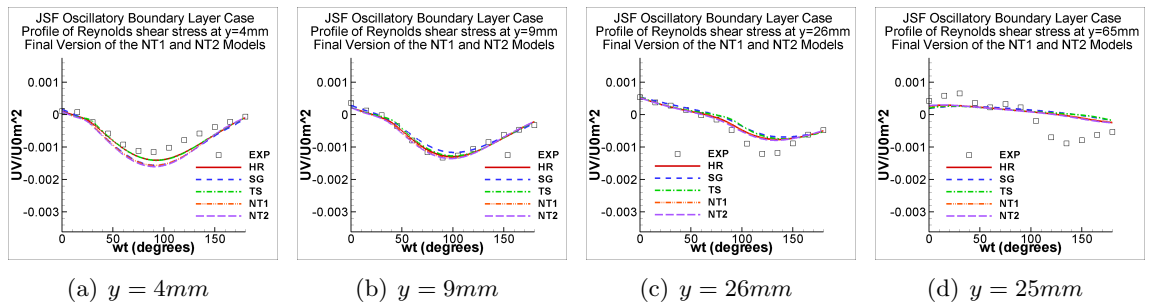 JSF Oscillatory Boundary Layer Case
Profile of Reynolds shear stress at y=4mm
Final Version of the NT1 and NT2 Models
UV/U0m^2
0.001
0
-0.001
-0.002
-0.003
EXP
HR
SG
TS
NT1
NT2
0 50 100 150
wt (degrees)
(a) y = 4mm
JSF Oscillatory Boundary Layer Case
Profile of Reynolds shear stress at y=9mm
Final Version of the NT1 and NT2 Models
UV/U0m^2
0.001
0
-0.001
-0.002
-0.003
EXP
HR
SG
TS
NT1
NT2
0 50 100 150
wt (degrees)
(b) y = 9mm
JSF Oscillatory Boundary Layer Case
Profile of Reynolds shear stress at y=26mm
Final Version of the NT1 and NT2 Models
UV/U0m^2
0.001
0
-0.001
-0.002
-0.003
EXP
HR
SG
TS
NT1
NT2
0 50 100 150
wt (degrees)
(c) y = 26mm
JSF Oscillatory Boundary Layer Case
Profile of Reynolds shear stress at y=65mm
Final Version of the NT1 and NT2 Models
UV/U0m^2
0.001
0
-0.001
-0.002
-0.003
EXP
HR
SG
TS
NT1
NT2
0 50 100 150
wt (degrees)
(d) y = 25mm